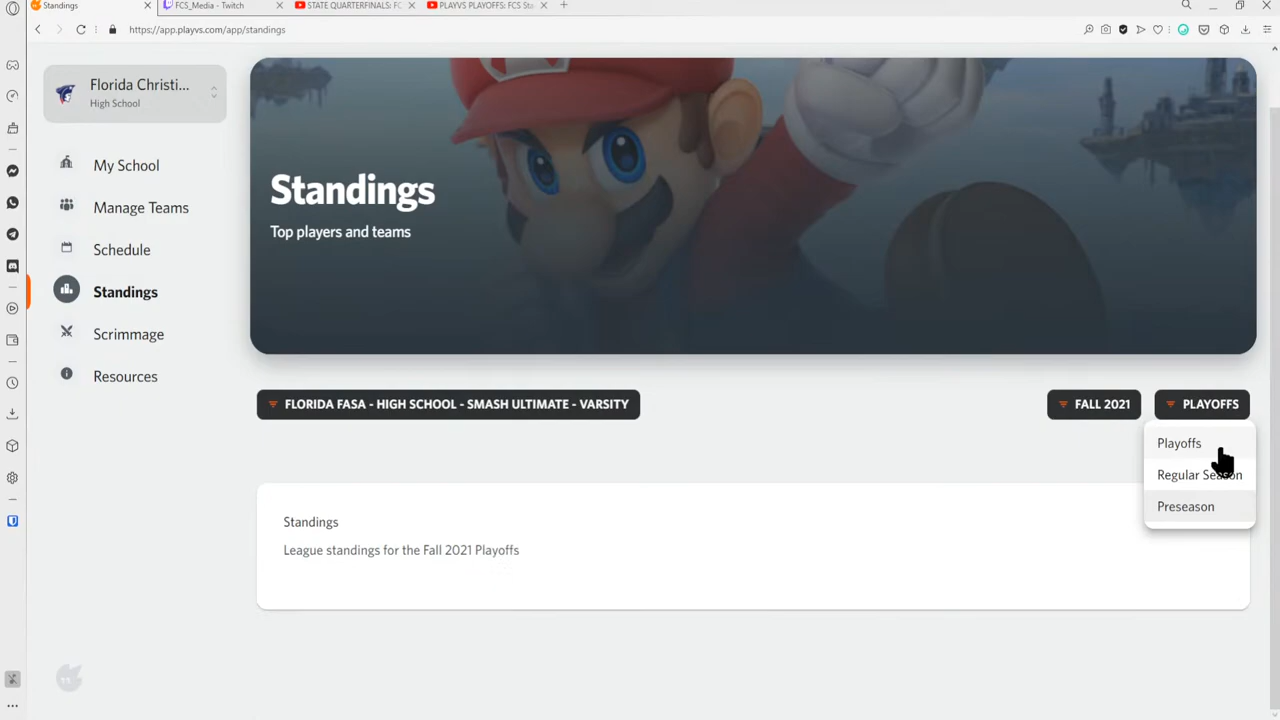 Standings
FCS_Media - Twitch
STATE QUARTERFINALS: FC
PLAYVS PLAYOFFS: FCS Sta
https://app.playvs.com/app/standings
Florida Christi...
High School
My School
Manage Teams
Schedule
Standings
Scrimmage
Resources
Standings
Top players and teams
FLORIDA FASA - HIGH SCHOOL - SMASH ULTIMATE - VARSITY
FALL 2021
PLAYOFFS
Playoffs
Regular Season
Preseason
Standings
League standings for the Fall 2021 Playoffs